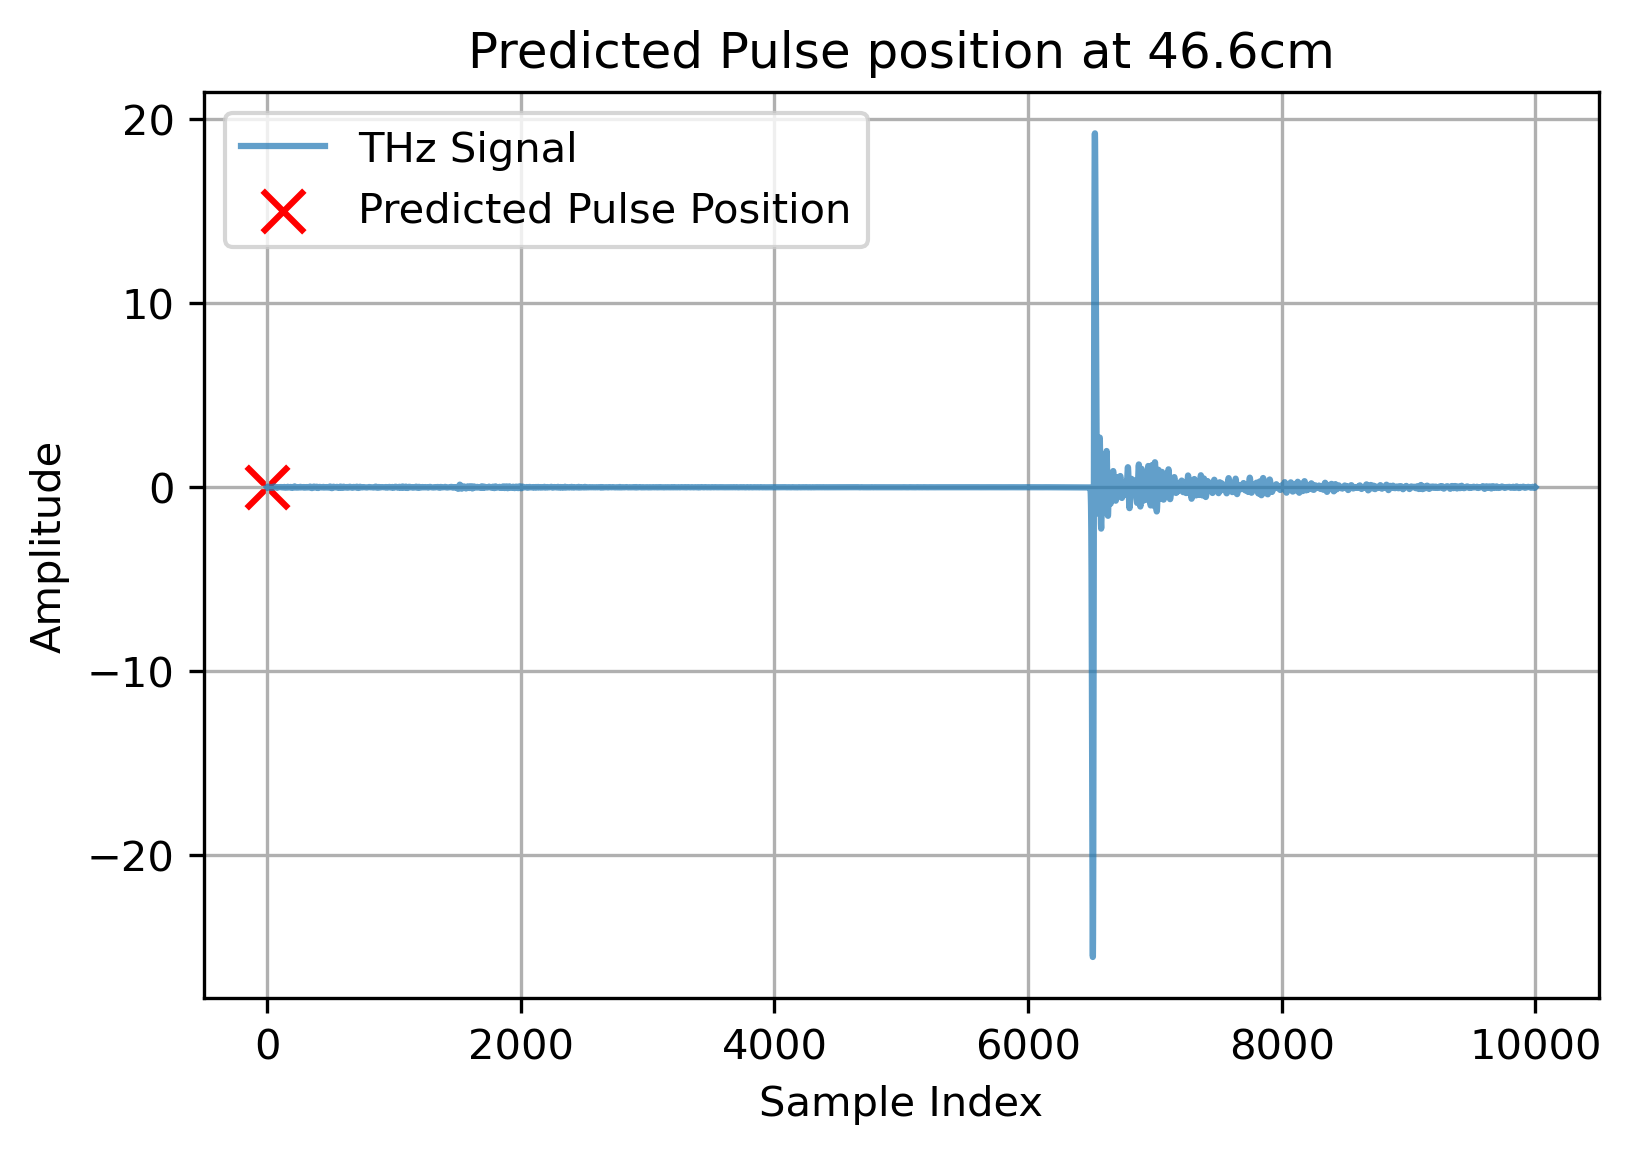 Predicted Pulse position at 46.6cm
THz Signal
Predicted Pulse Position
20
10
0
−10
−20
Amplitude
0 2000 4000 6000 8000 10000
Sample Index